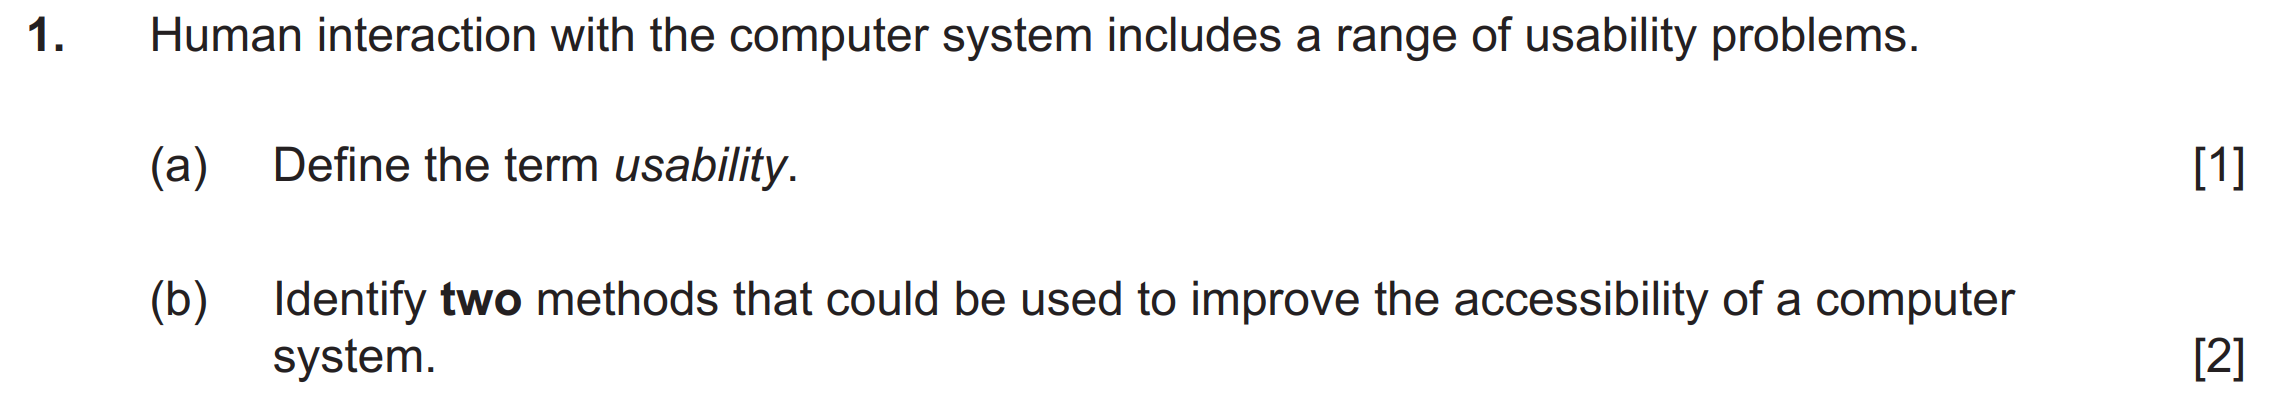 1. Human interaction with the computer system includes a range of usability problems.
(a) Define the term usability. [1]
(b) Identify two methods that could be used to improve the accessibility of a computer
system. [2]